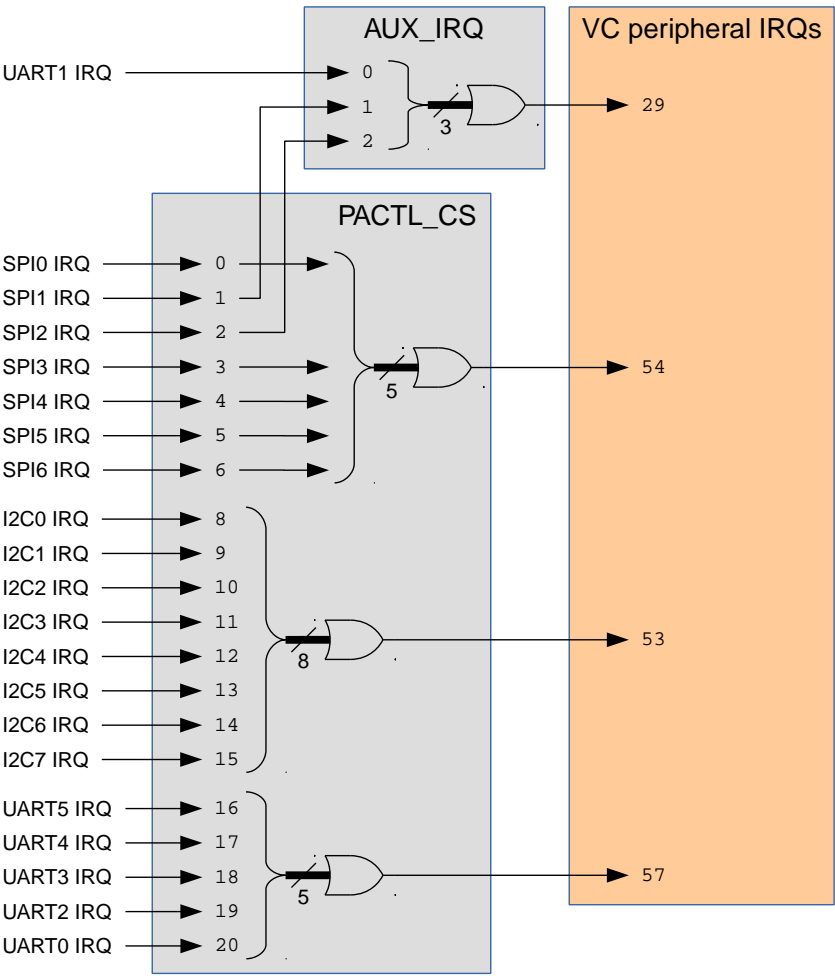 AUX_IRQ
VC peripheral IRQs
UART1 IRQ 0
1 29
2 3
PACTL_CS
SPI0 IRQ 0
SPI1 IRQ 1
SPI2 IRQ 2
SPI3 IRQ 3 54
5
SPI4 IRQ 4
SPI5 IRQ 5
SPI6 IRQ 6
I2C0 IRQ 8
I2C1 IRQ 9
I2C2 IRQ 10
I2C3 IRQ 11
53
I2C4 IRQ 12 8
I2C5 IRQ 13
I2C6 IRQ 14
I2C7 IRQ 15
UART5 IRQ 16
UART4 IRQ 17
UART3 IRQ 18 57
5
UART2 IRQ 19
UART0 IRQ 20